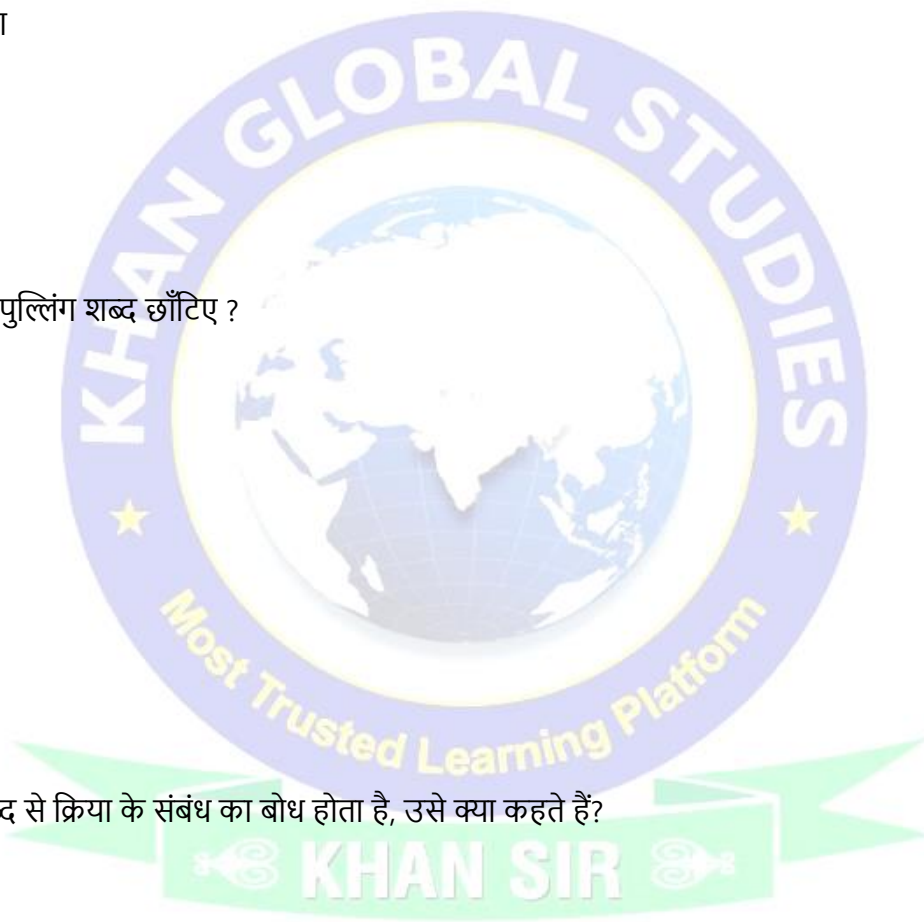 KHAN GLOBAL STUDIES
पुल्लिंग शब्द छाँटिए ?
Most Trusted Learning Platform
से क्रिया के संबंध का बोध होता है, उसे क्या कहते हैं?
KHAN SIR